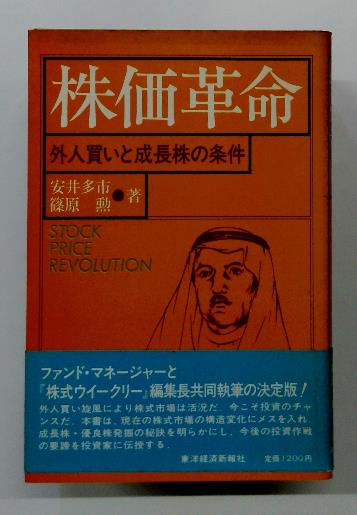 株価革命
外人買いと成長株の条件
安井多市
篠原 勲 ● 著
STOCK
PRICE
REVOLUTION
ファンド・マネージャーと
『株式ウイークリー』編集長共同執筆の決定版!
外人買い旋風により株式市場は活況だ. 今こそ投資のチャ
ンスだ. 本書は, 現在の株式市場の構造変化にメスを入れ,
成長株・優良株発掘の秘訣を明らかにし, 今後の投資作戦
の要諦を投資家に伝授する.
東洋経済新報社 定価1200円